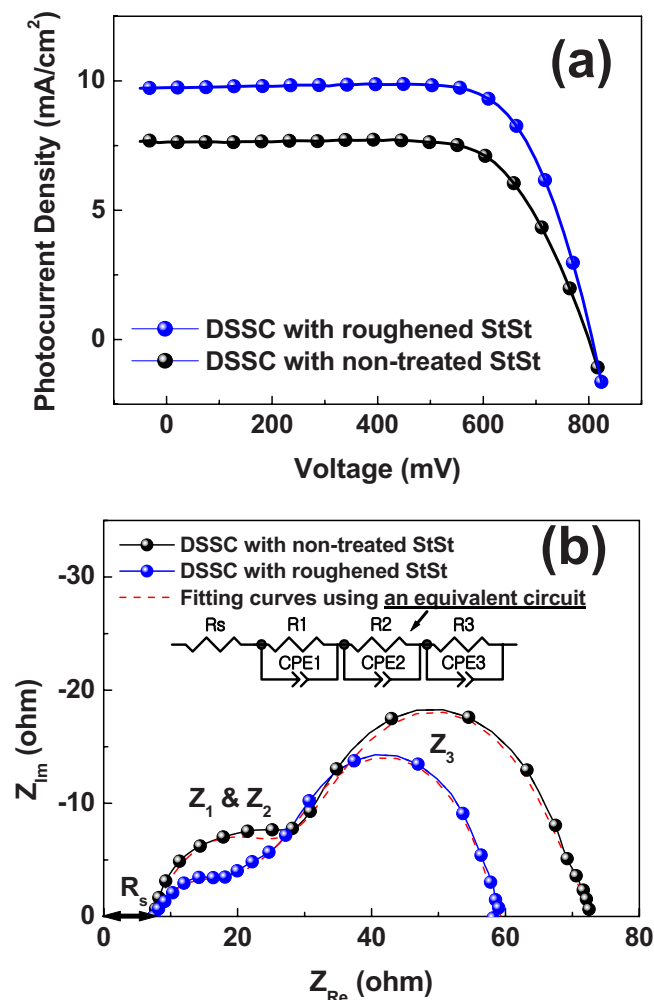 (a)
Photocurrent Density (mA/cm²)
10
5
0
DSSC with roughened StSt
DSSC with non-treated StSt
0 200 400 600 800
Voltage (mV)
(b)
DSSC with non-treated StSt
DSSC with roughened StSt
Fitting curves using an equivalent circuit
Rs R1 R2 R3
CPE1 CPE2 CPE3
Z_Im (ohm)
-30
-20
-10
0
Z₃
Z₁ & Z₂
Rₛ
0 20 40 60 80
Z_Re (ohm)